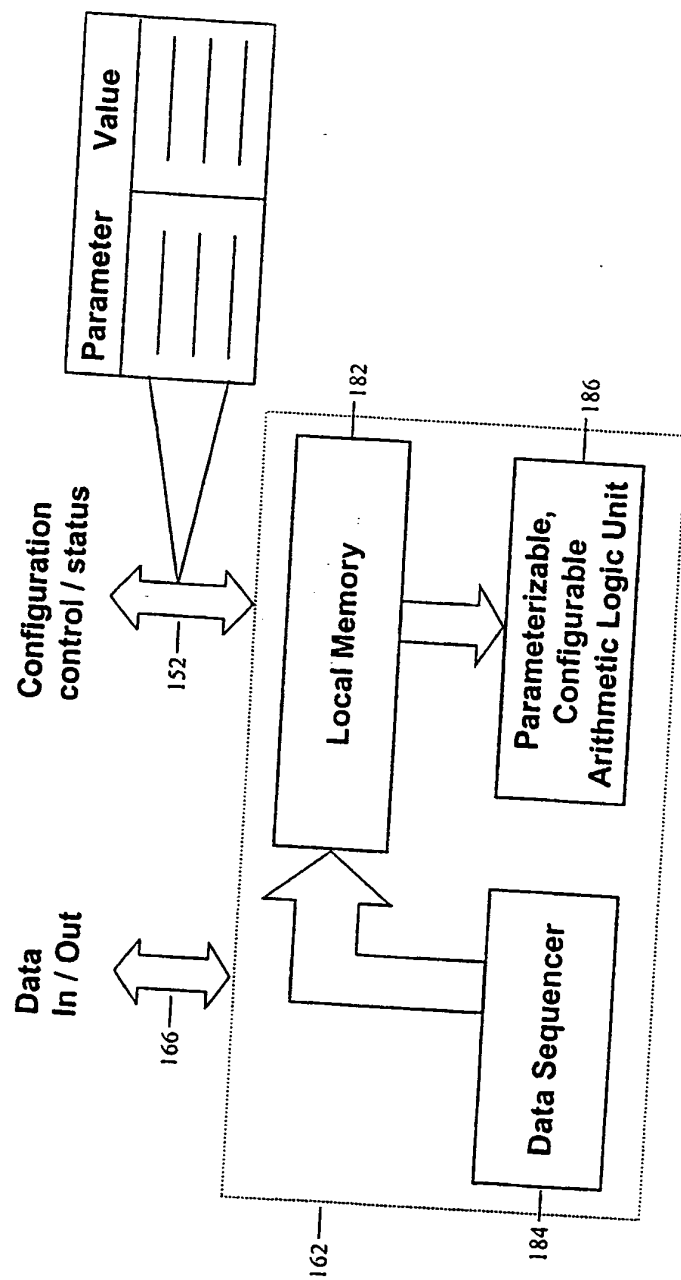 Data
In / Out
166
Configuration
control / status
152
Parameter Value
162
Local Memory
182
Data Sequencer
184
Parameterizable,
Configurable
Arithmetic Logic Unit
186